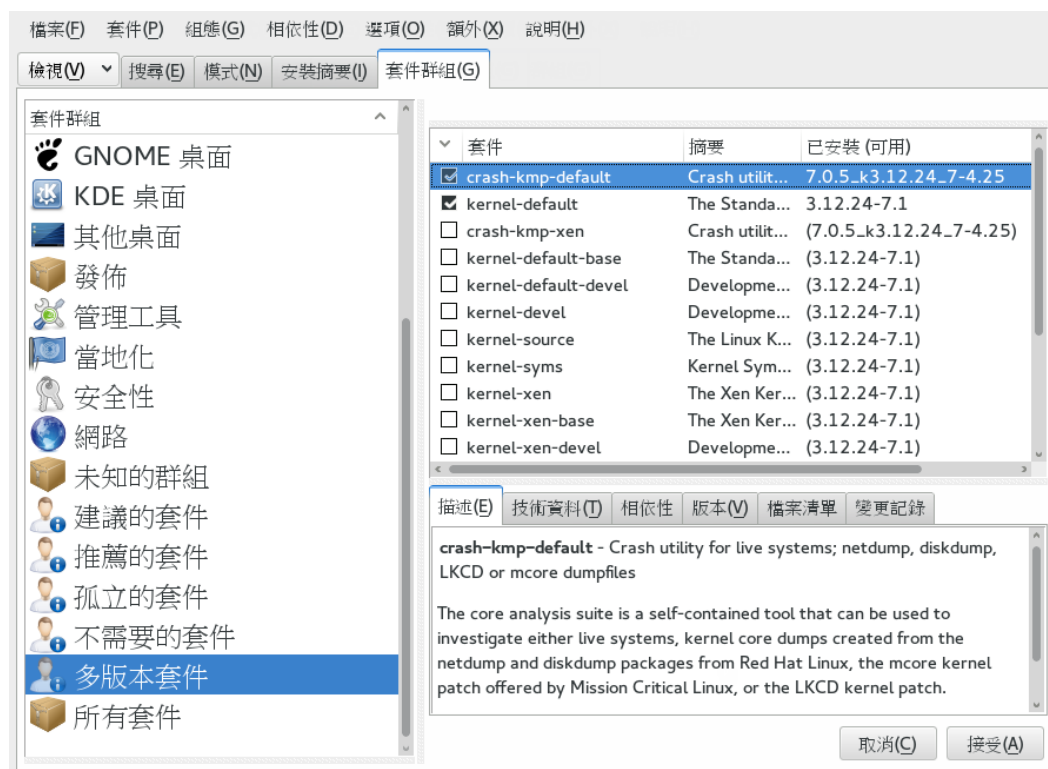 檔案(F) 套件(P) 組態(G) 相依性(D) 選項(O) 額外(X) 說明(H)
檢視(V) 搜尋(E) 模式(N) 安裝摘要(I) 套件群組(G)
套件群組
GNOME 桌面
KDE 桌面
其他桌面
發佈
管理工具
當地化
安全性
網路
未知的群組
建議的套件
推薦的套件
孤立的套件
不需要的套件
多版本套件
所有套件
套件 摘要 已安裝 (可用)
crash-kmp-default Crash utilit... 7.0.5_k3.12.24_7-4.25
kernel-default The Standa... 3.12.24-7.1
crash-kmp-xen Crash utilit... (7.0.5_k3.12.24_7-4.25)
kernel-default-base The Standa... (3.12.24-7.1)
kernel-default-devel Developme... (3.12.24-7.1)
kernel-devel Developme... (3.12.24-7.1)
kernel-source The Linux K... (3.12.24-7.1)
kernel-syms Kernel Sym... (3.12.24-7.1)
kernel-xen The Xen Ker... (3.12.24-7.1)
kernel-xen-base The Xen Ker... (3.12.24-7.1)
kernel-xen-devel Developme... (3.12.24-7.1)
描述(E) 技術資料(T) 相依性 版本(V) 檔案清單 變更記錄
crash-kmp-default - Crash utility for live systems; netdump, diskdump,
LKCD or mcore dumpfiles
The core analysis suite is a self-contained tool that can be used to
investigate either live systems, kernel core dumps created from the
netdump and diskdump packages from Red Hat Linux, the mcore kernel
patch offered by Mission Critical Linux, or the LKCD kernel patch.
取消(C) 接受(A)